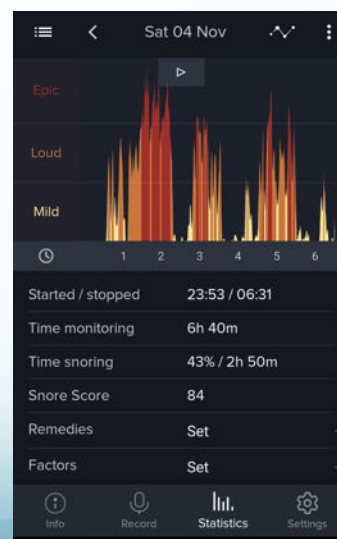 Sat 04 Nov
Epic
Loud
Mild
1 2 3 4 5 6
Started / stopped 23:53 / 06:31
Time monitoring 6h 40m
Time snoring 43% / 2h 50m
Snore Score 84
Remedies Set
Factors Set
Info Record Statistics Settings